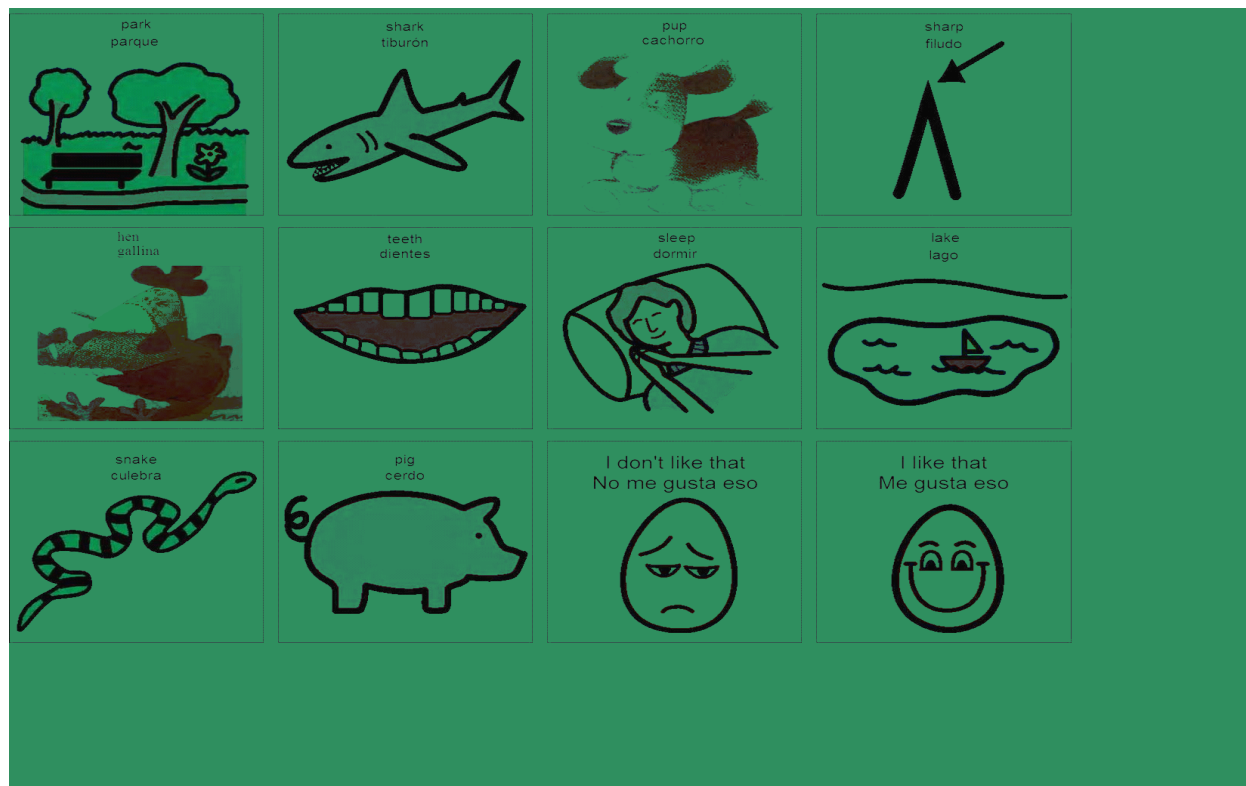 park
parque
shark
tiburón
pup
cachorro
sharp
filudo
hen
gallina
teeth
dientes
sleep
dormir
lake
lago
snake
culebra
pig
cerdo
I don't like that
No me gusta eso
I like that
Me gusta eso